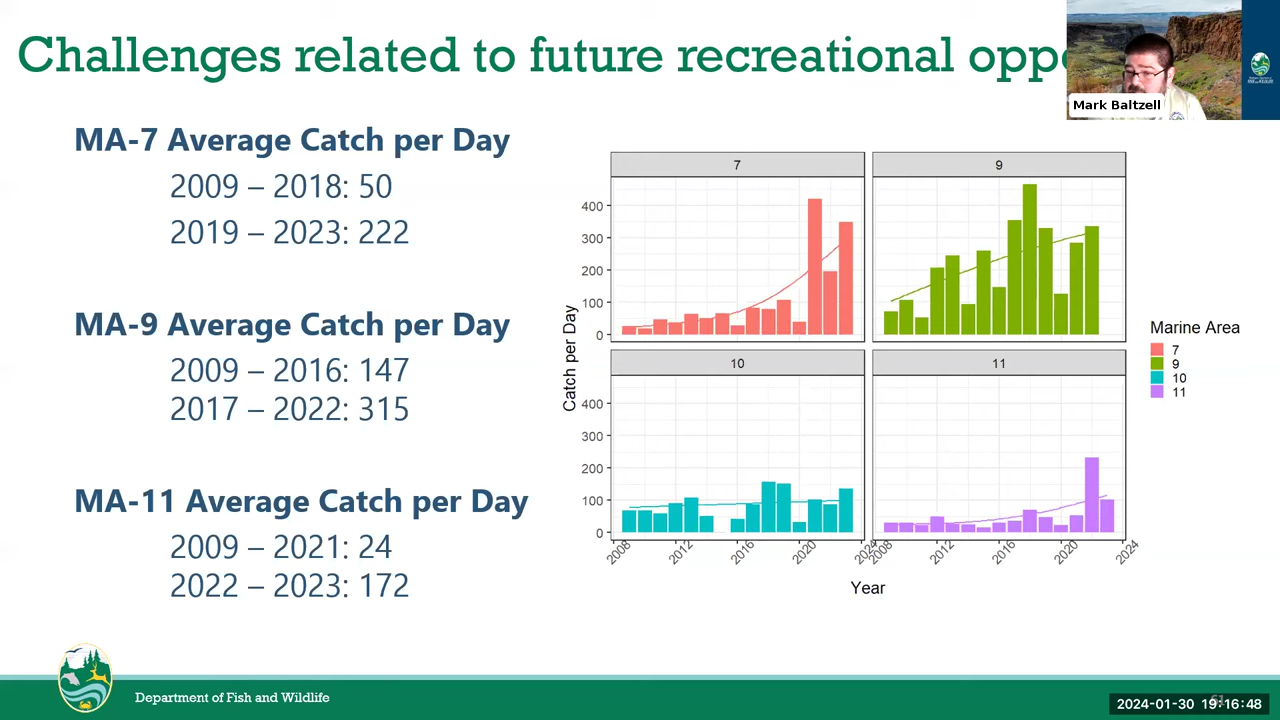 Challenges related to future recreational opp
Mark Baltzell
MA-7 Average Catch per Day
2009 – 2018: 50
2019 – 2023: 222
MA-9 Average Catch per Day
2009 – 2016: 147
2017 – 2022: 315
MA-11 Average Catch per Day
2009 – 2021: 24
2022 – 2023: 172
7
9
400
300
200
100
0
10
11
400
300
200
100
0
2008
2012
2016
2020
2024
2008
2012
2016
2020
2024
Catch per Day
Year
Marine Area
7
9
10
11
Department of Fish and Wildlife
2024-01-30 19:16:48